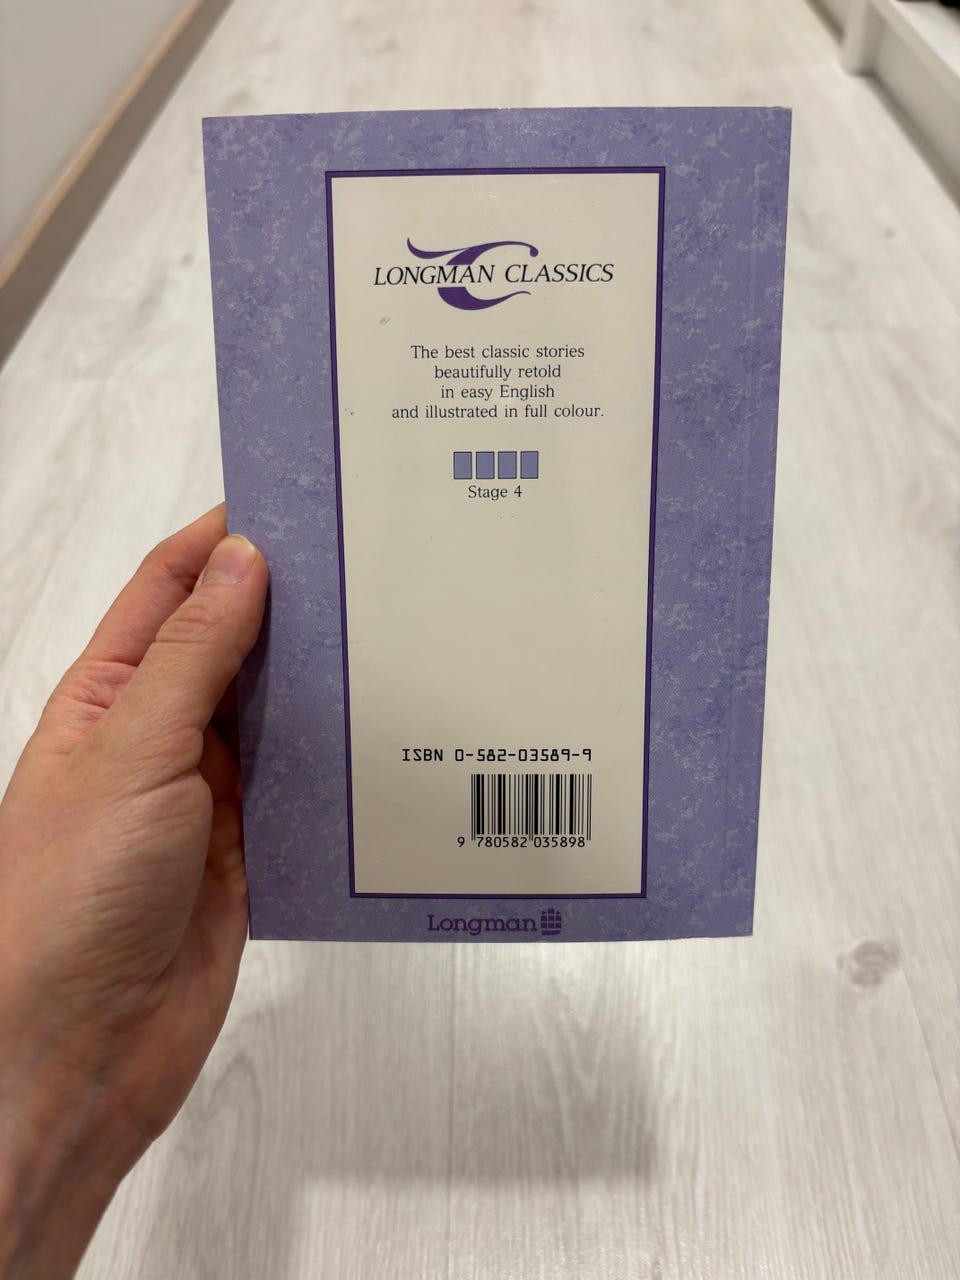 LONGMAN CLASSICS
The best classic stories
beautifully retold
in easy English
and illustrated in full colour.
Stage 4
ISBN 0-582-03589-9
9 780582 035898
Longman